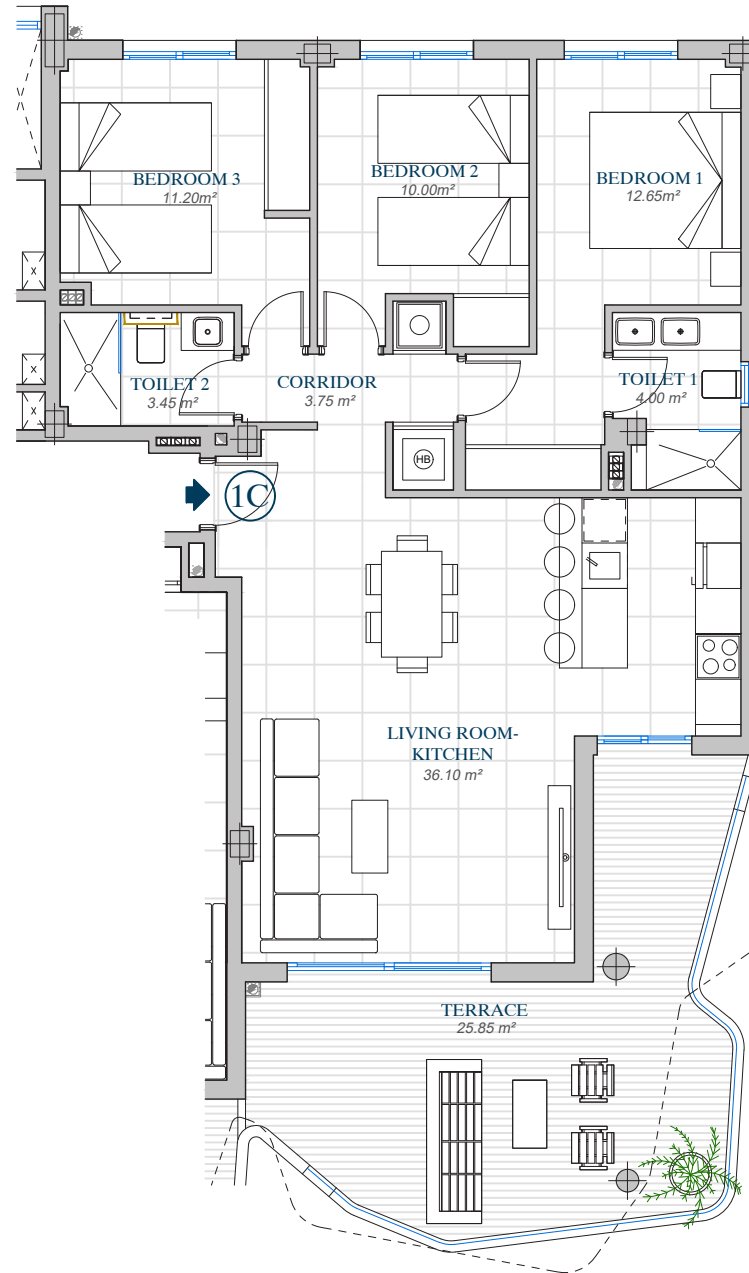 BEDROOM 3
11.20m²
BEDROOM 2
10.00m²
BEDROOM 1
12.65m²
TOILET 2
3.45 m²
CORRIDOR
3.75 m²
TOILET 1
4.00 m²
HB
1C
LIVING ROOM-
KITCHEN
36.10 m²
TERRACE
25.85 m²